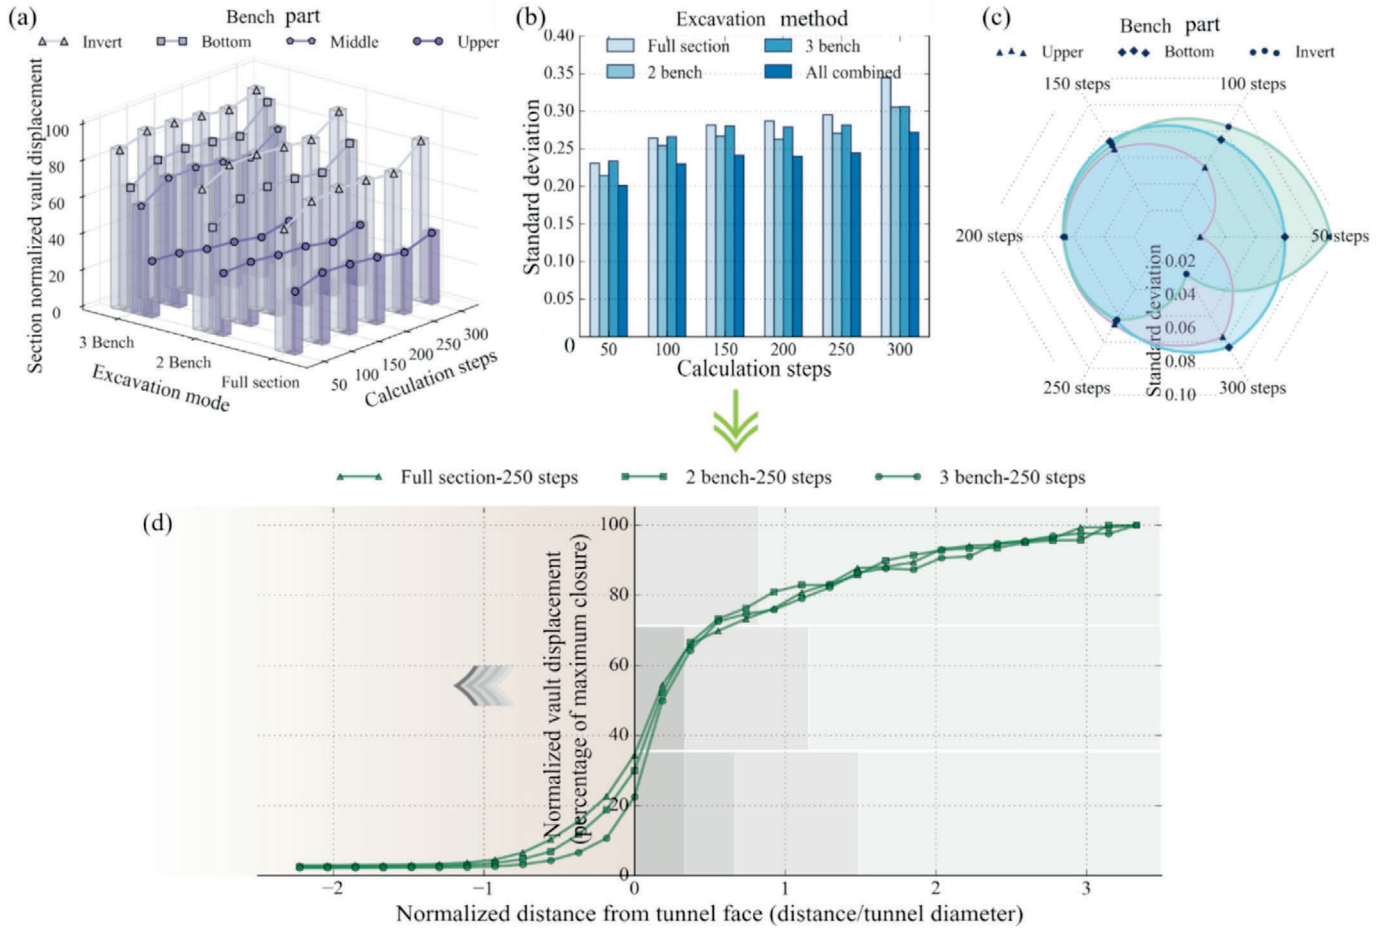 (a)
Bench part
Invert
Bottom
Middle
Upper
Section normalized vault displacement
100
80
60
40
20
0
3 Bench
2 Bench
Full section
Excavation mode
50
100
150
200
250
300
Calculation steps
(b)
Excavation method
Full section
2 bench
3 bench
All combined
Standard deviation
0.40
0.35
0.30
0.25
0.20
0.15
0.10
0.05
0
50
100
150
200
250
300
Calculation steps
(c)
Bench part
Upper
Bottom
Invert
150 steps
100 steps
200 steps
50 steps
250 steps
300 steps
0.02
0.04
0.06
0.08
0.10
Standard deviation
Full section-250 steps
2 bench-250 steps
3 bench-250 steps
(d)
Normalized vault displacement
(percentage of maximum closure)
100
80
60
40
20
0
−2
−1
0
1
2
3
Normalized distance from tunnel face (distance/tunnel diameter)